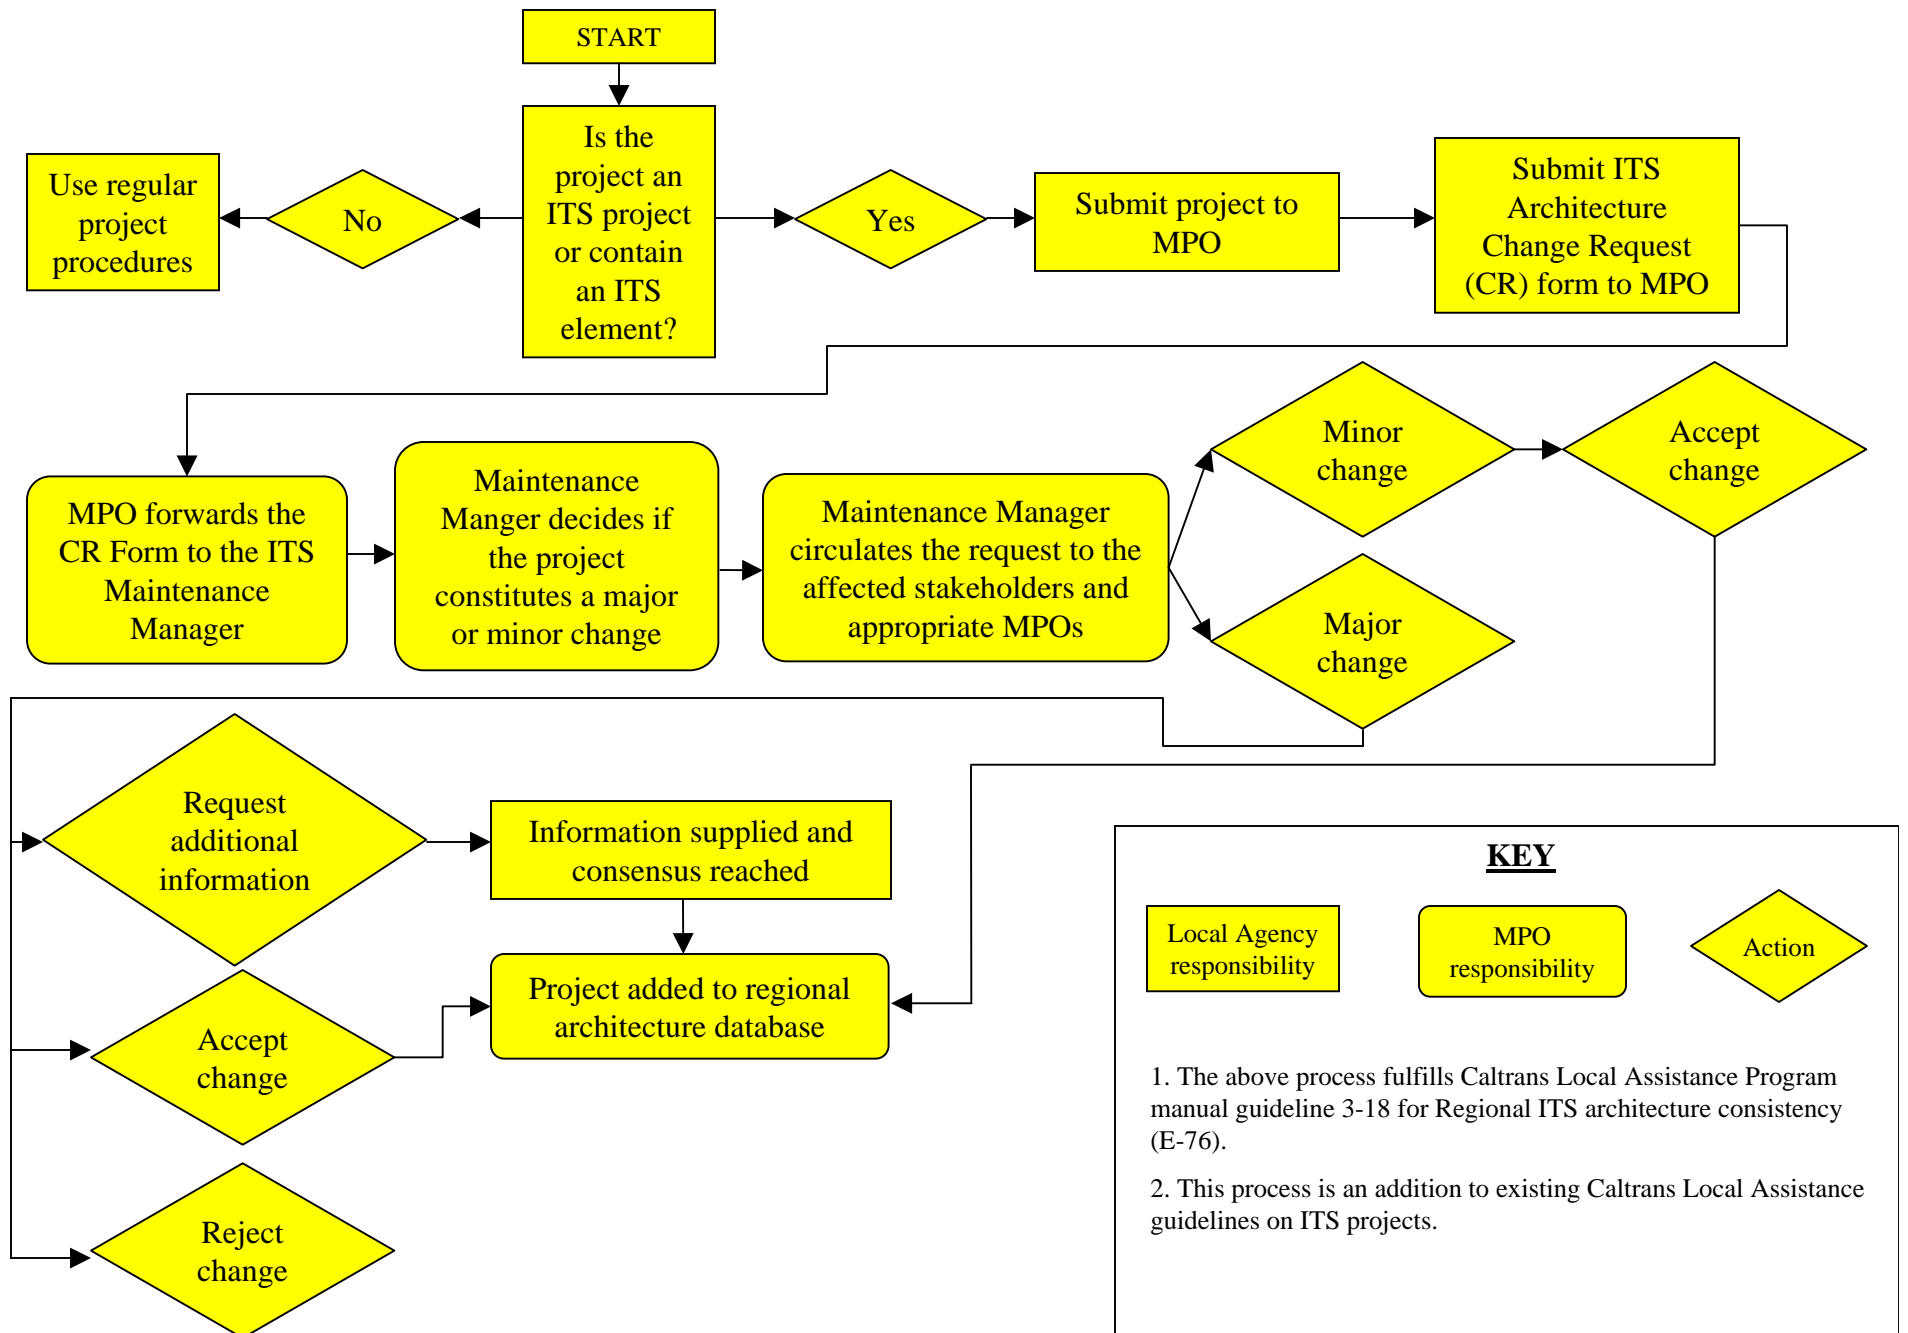 START
Is the
project an
ITS project
or contain
an ITS
element?
No
Use regular
project
procedures
Yes
Submit project to
MPO
Submit ITS
Architecture
Change Request
(CR) form to MPO
MPO forwards the
CR Form to the ITS
Maintenance
Manager
Maintenance
Manger decides if
the project
constitutes a major
or minor change
Maintenance Manager
circulates the request to the
affected stakeholders and
appropriate MPOs
Minor
change
Accept
change
Major
change
Request
additional
information
Information supplied and
consensus reached
Accept
change
Project added to regional
architecture database
Reject
change
KEY
Local Agency
responsibility
MPO
responsibility
Action
1. The above process fulfills Caltrans Local Assistance Program
manual guideline 3-18 for Regional ITS architecture consistency
(E-76).
2. This process is an addition to existing Caltrans Local Assistance
guidelines on ITS projects.